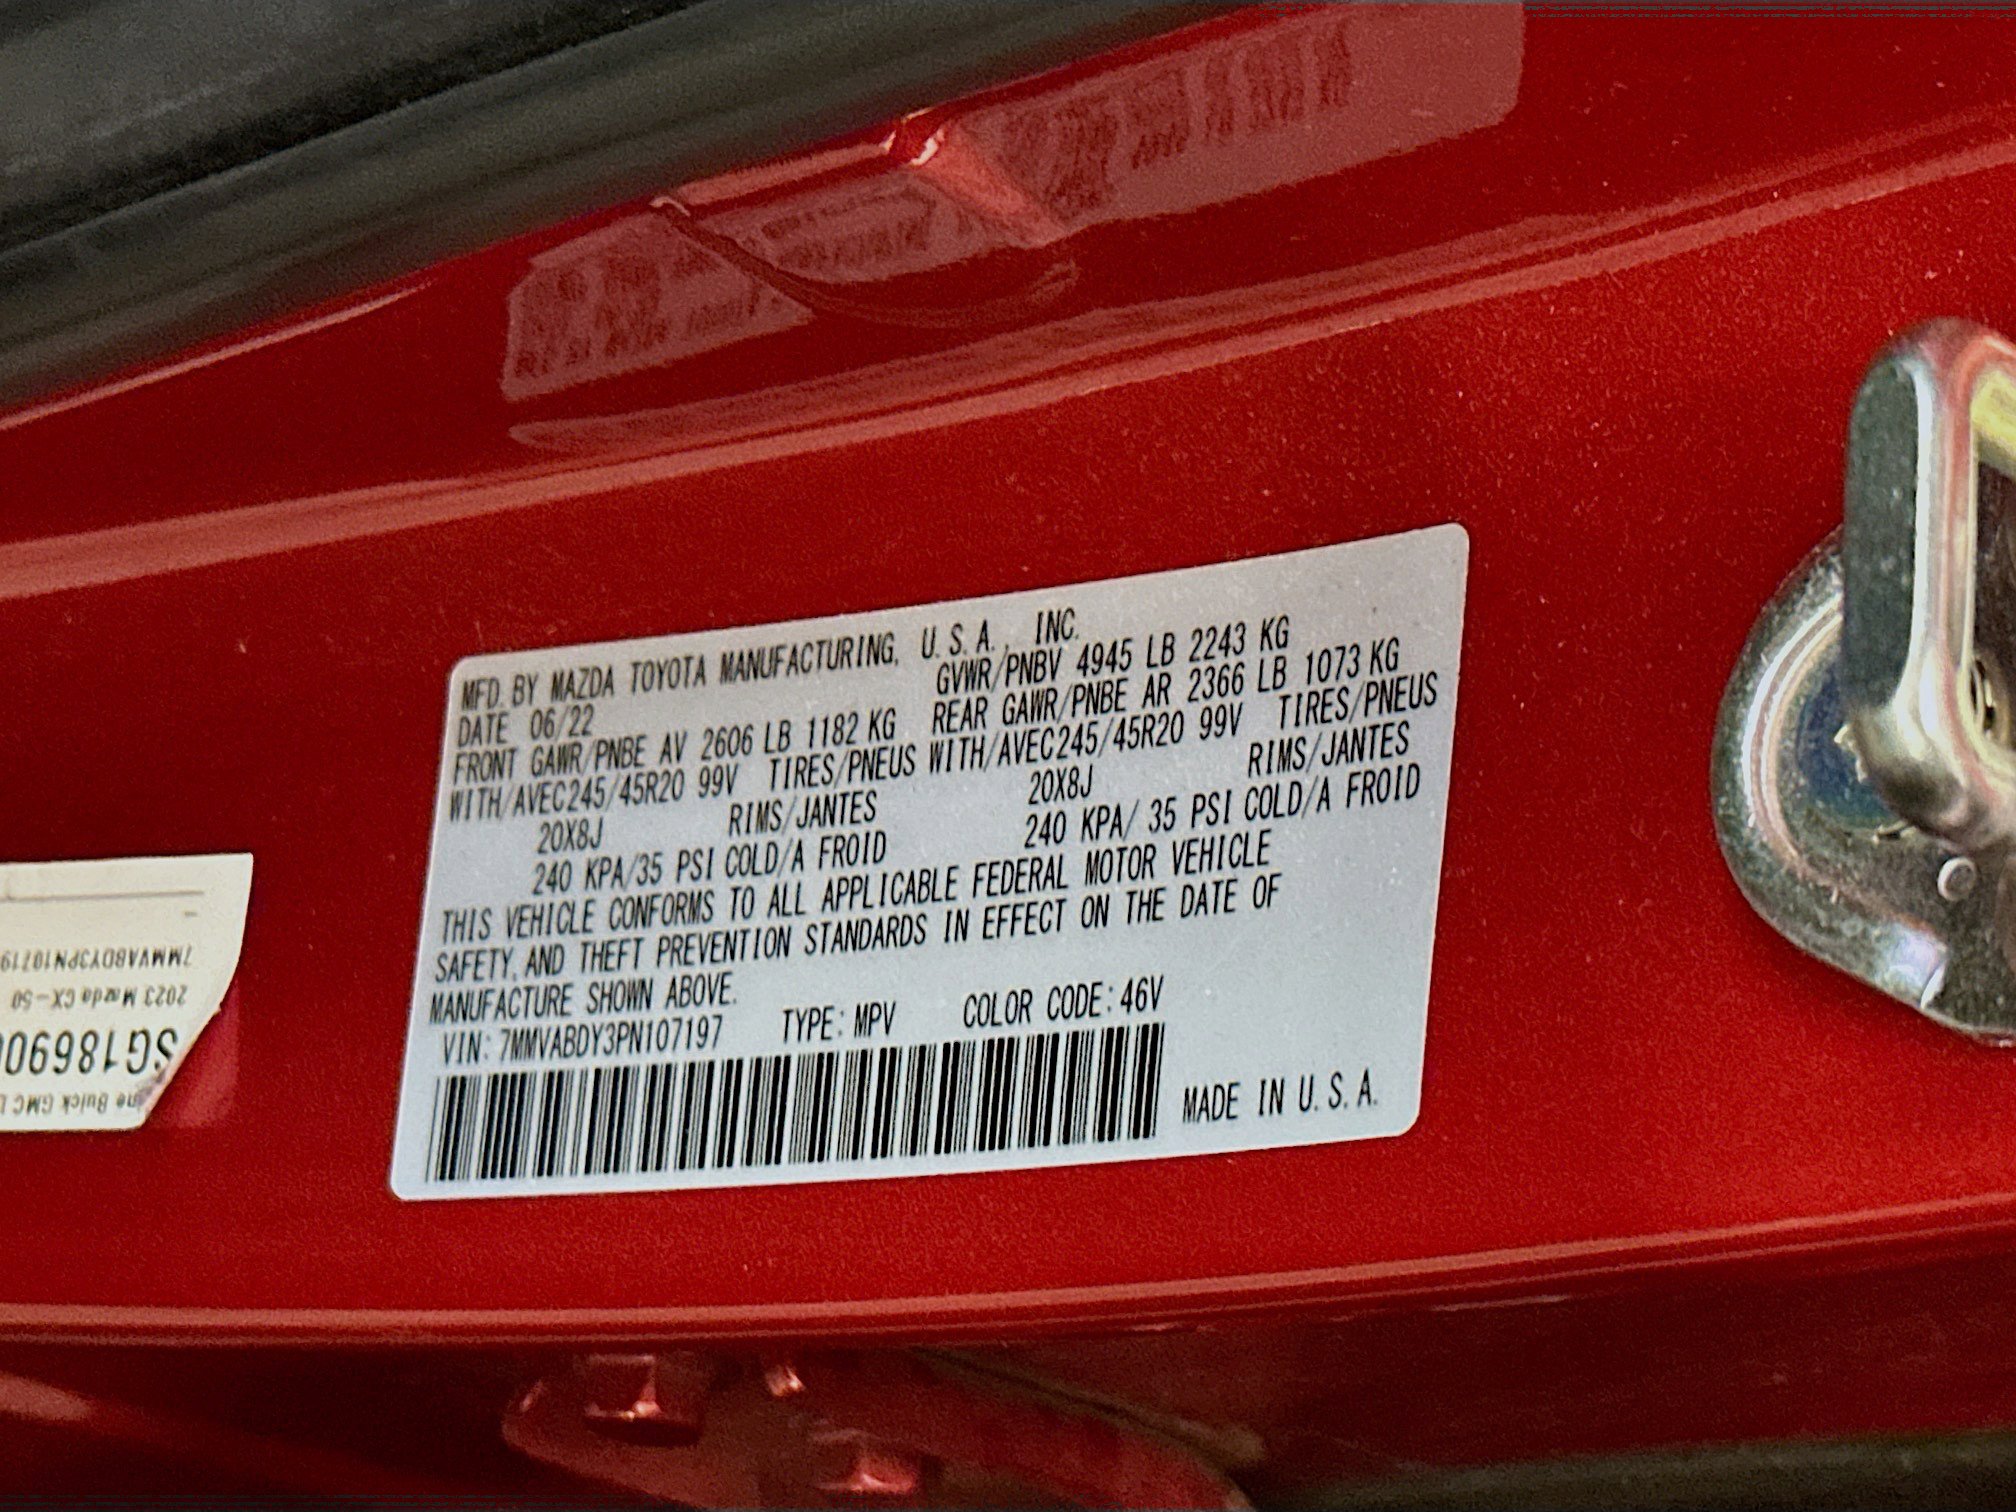 MFD. BY MAZDA TOYOTA MANUFACTURING, U.S.A., INC.
DATE 06/22 GVWR/PNBV 4945 LB 2243 KG
FRONT GAWR/PNBE AV 2606 LB 1182 KG REAR GAWR/PNBE AR 2366 LB 1073 KG
WITH/AVEC245/45R20 99V TIRES/PNEUS WITH/AVEC245/45R20 99V TIRES/PNEUS
20X8J RIMS/JANTES 20X8J RIMS/JANTES
240 KPA/35 PSI COLD/A FROID 240 KPA/ 35 PSI COLD/A FROID
THIS VEHICLE CONFORMS TO ALL APPLICABLE FEDERAL MOTOR VEHICLE
SAFETY, AND THEFT PREVENTION STANDARDS IN EFFECT ON THE DATE OF
MANUFACTURE SHOWN ABOVE.
VIN: 7MMVABDY3PN107197 TYPE: MPV COLOR CODE: 46V
MADE IN U.S.A.
Buick GMC
SG186900
2023 Mazda CX-50
7MMVABDY3PN10719